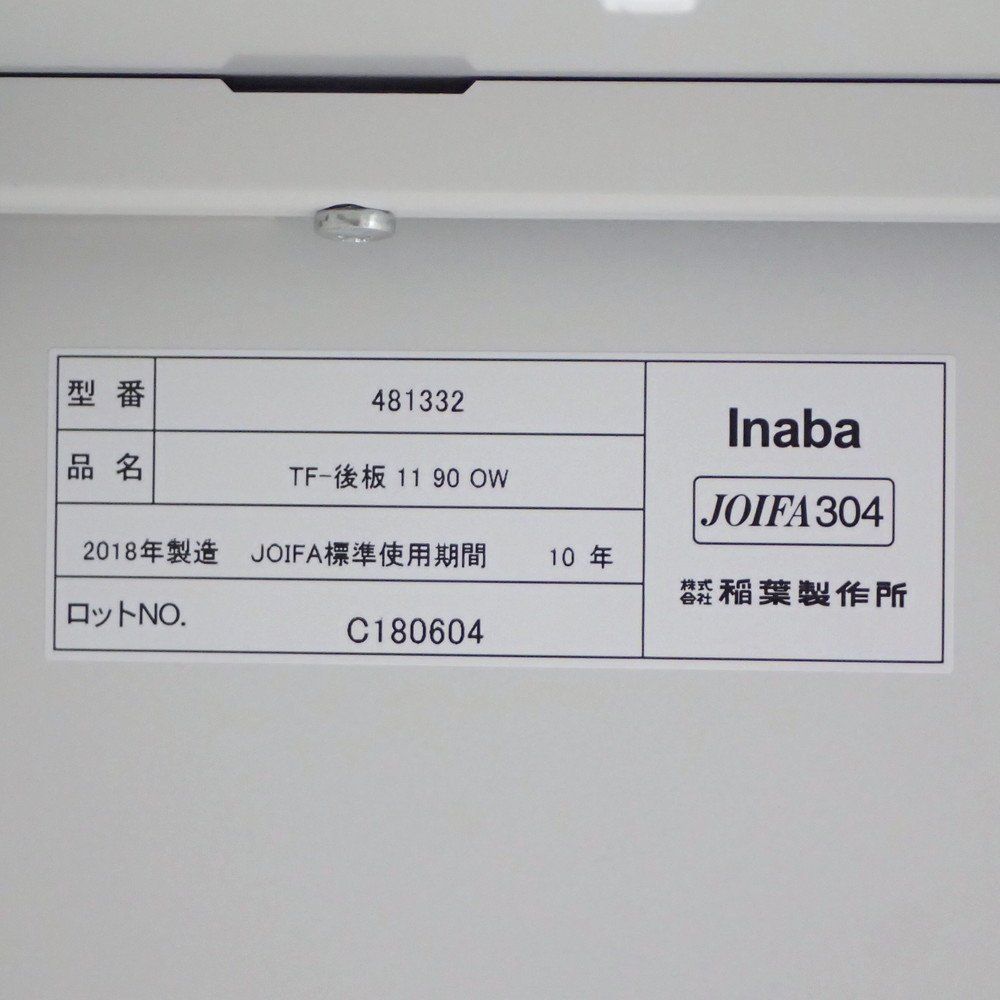 型番 481332
品名 TF-後板 11 90 OW
2018年製造 JOIFA標準使用期間 10 年
ロットNO. C180604
Inaba
JOIFA304
株式会社 稲葉製作所